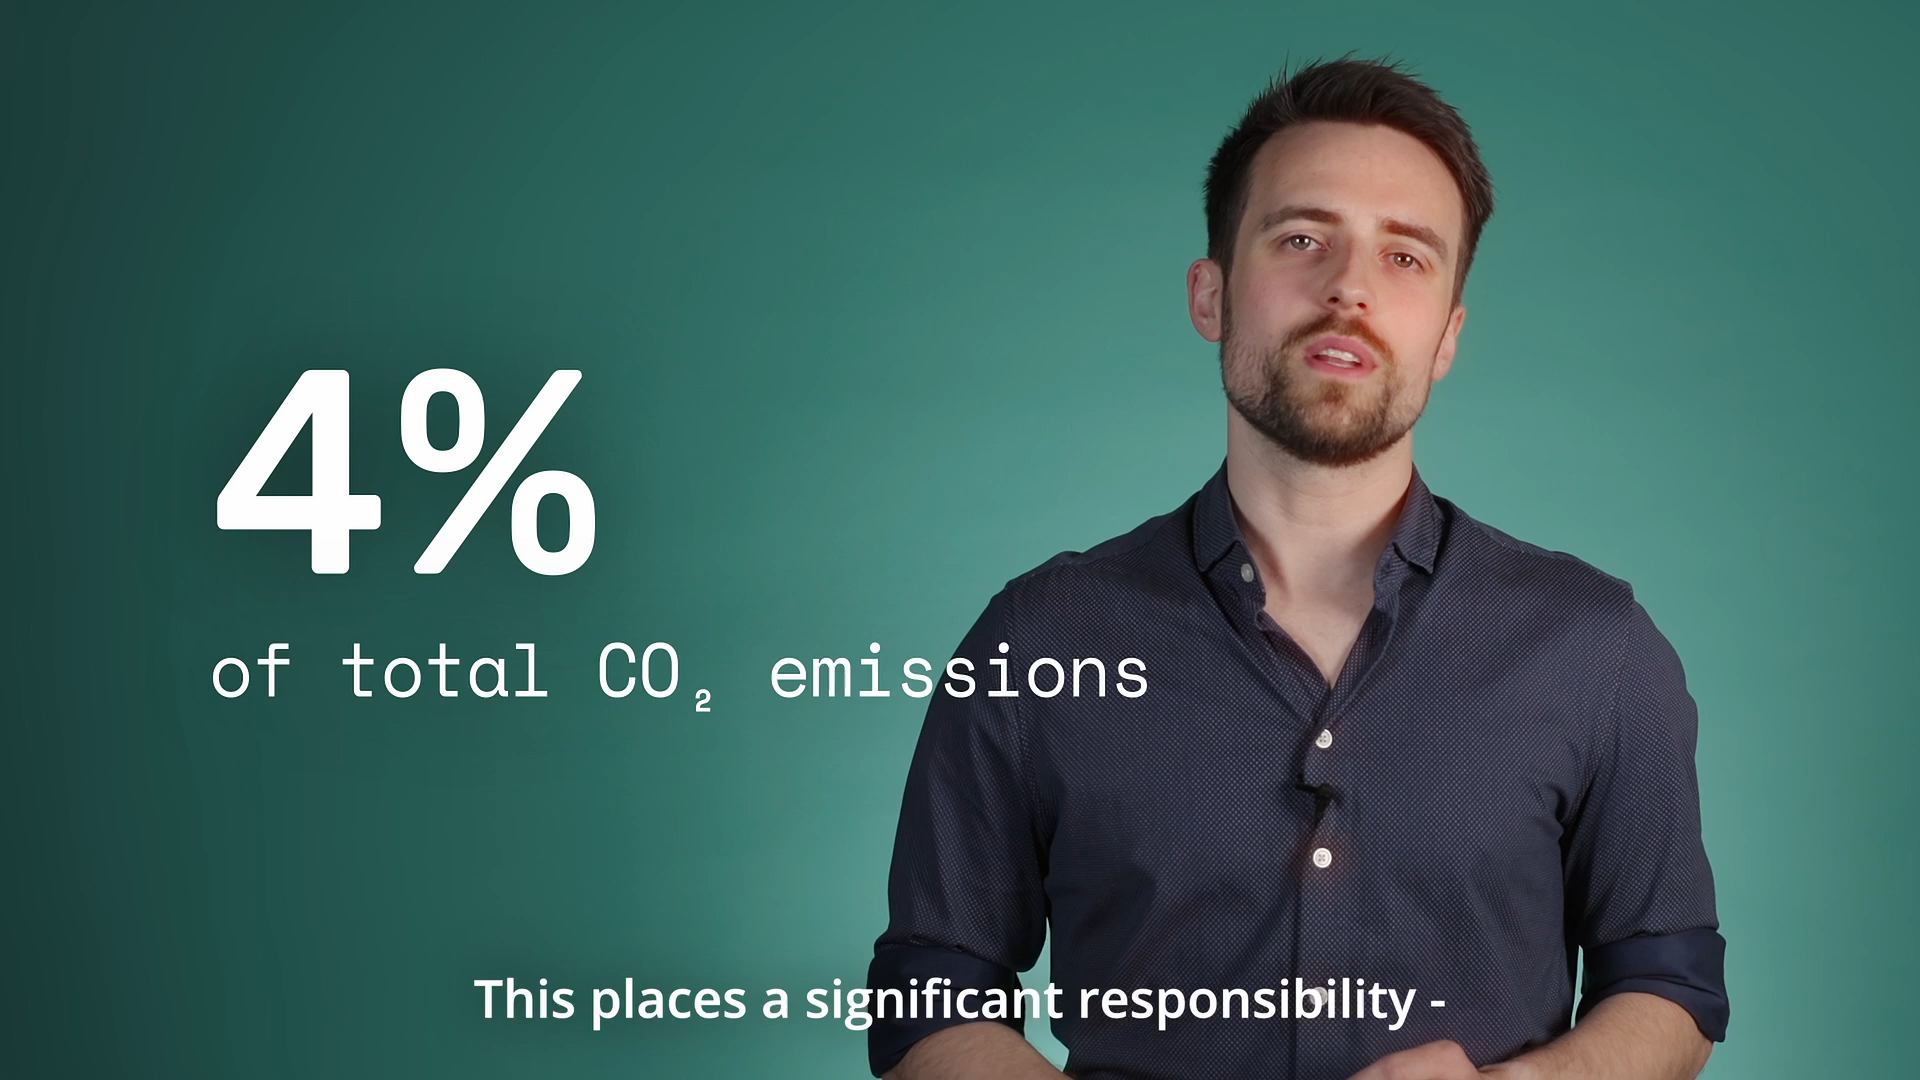 4%
of total CO₂ emissions
This places a significant responsibility -